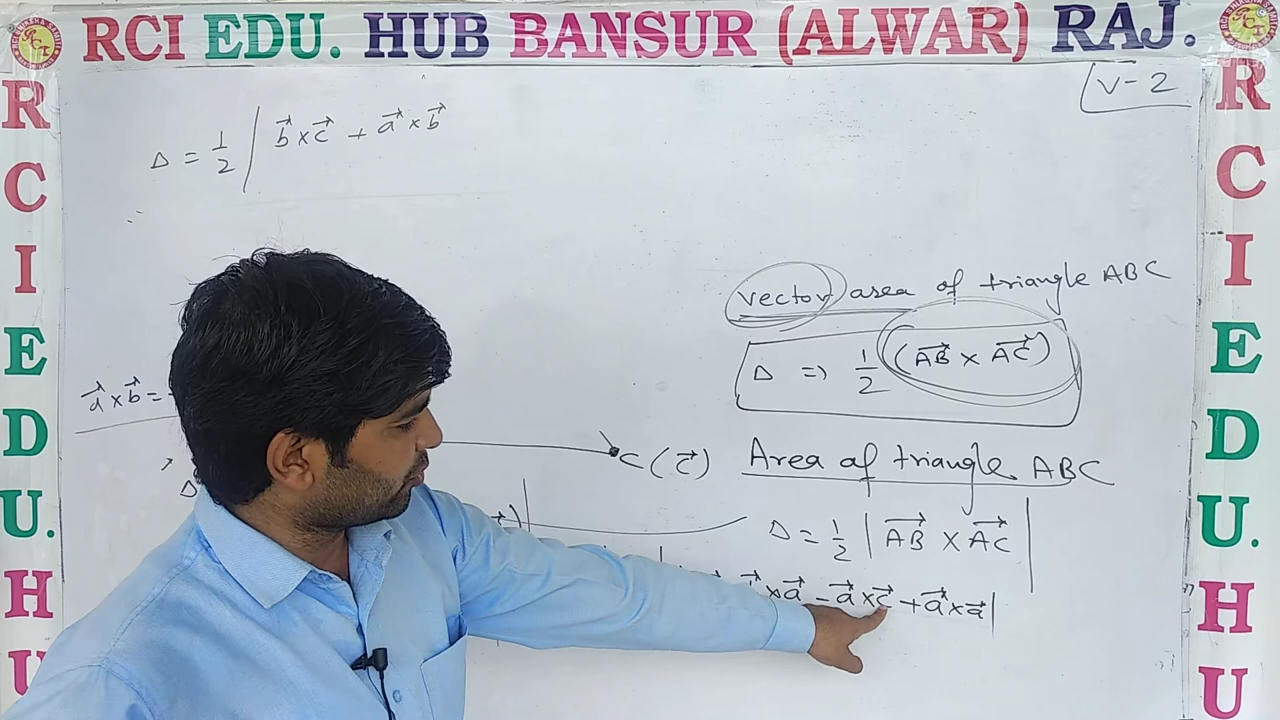 RCI EDU. HUB BANSUR (ALWAR) RAJ.
R
C
I
E
D
U.
H
U
R
C
I
E
D
U.
H
U
V-2
Δ = 1/2 | b⃗ × c⃗ + a⃗ × b⃗
vector area of triangle ABC
Δ ⇒ 1/2 (AB⃗ × AC⃗)
a⃗ × b⃗ =
C (c⃗)
Area of triangle ABC
Δ = 1/2 | AB⃗ × AC⃗ |
× a⃗ - a⃗ × c⃗ + a⃗ × a⃗ |